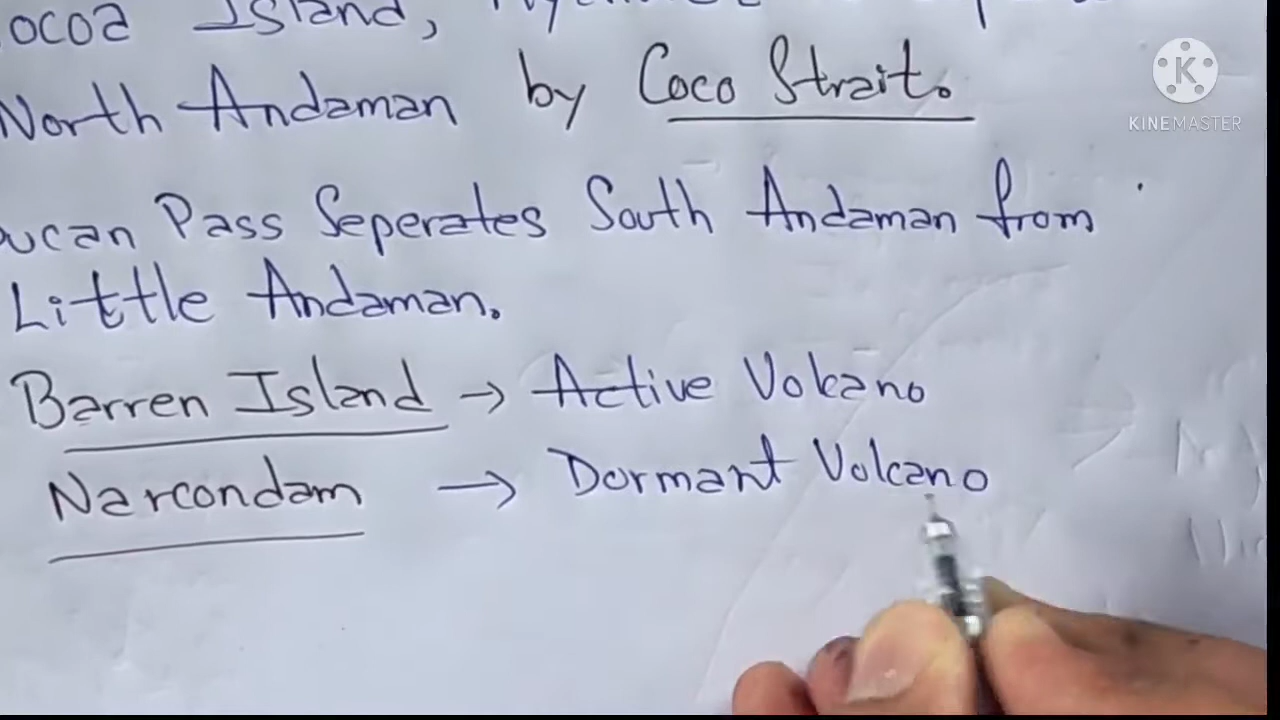 Island,
North Andaman by Coco Strait.
Pass Seperates South Andaman from
Little Andaman.
Barren Island → Active Volcano
Narcondam → Dormant Volcano
K
KINEMASTER